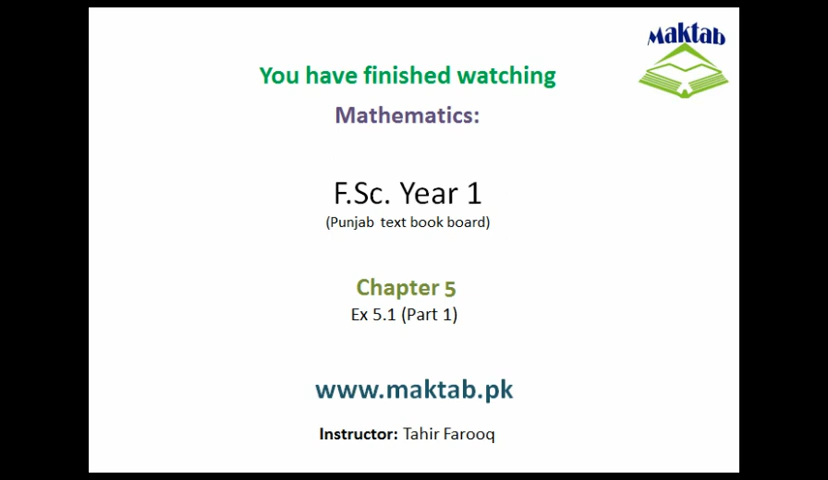 Maktab
You have finished watching
Mathematics:
F.Sc. Year 1
(Punjab text book board)
Chapter 5
Ex 5.1 (Part 1)
www.maktab.pk
Instructor: Tahir Farooq